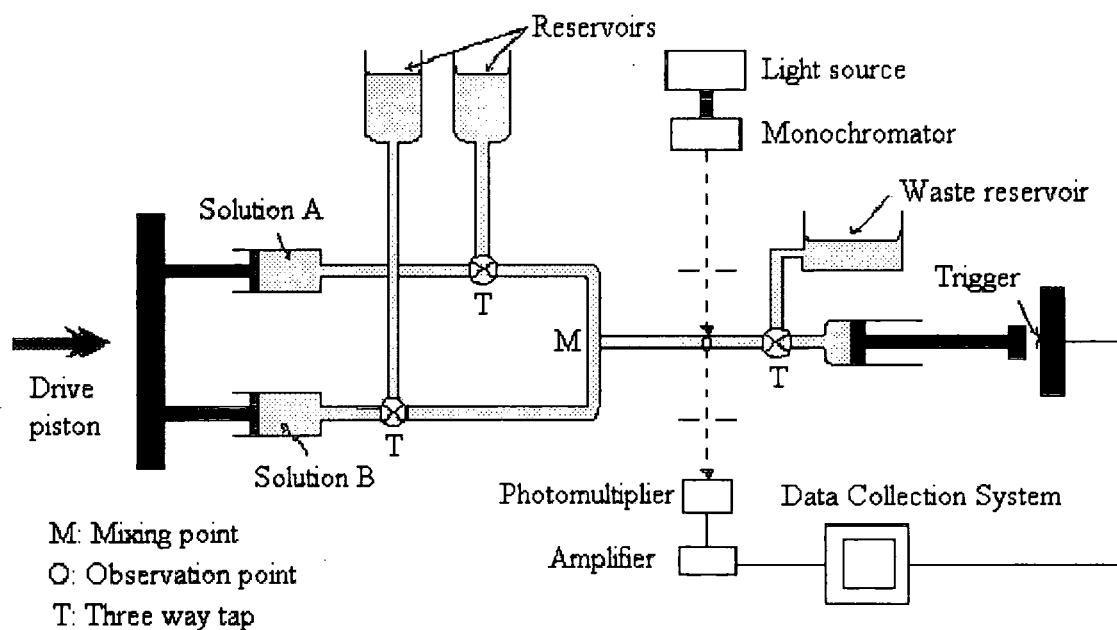 Reservoirs
Light source
Monochromator
Waste reservoir
Solution A
Trigger
T
M
T
Drive
piston
T
Solution B
Photomultiplier
Data Collection System
Amplifier
M: Mixing point
O: Observation point
T: Three way tap